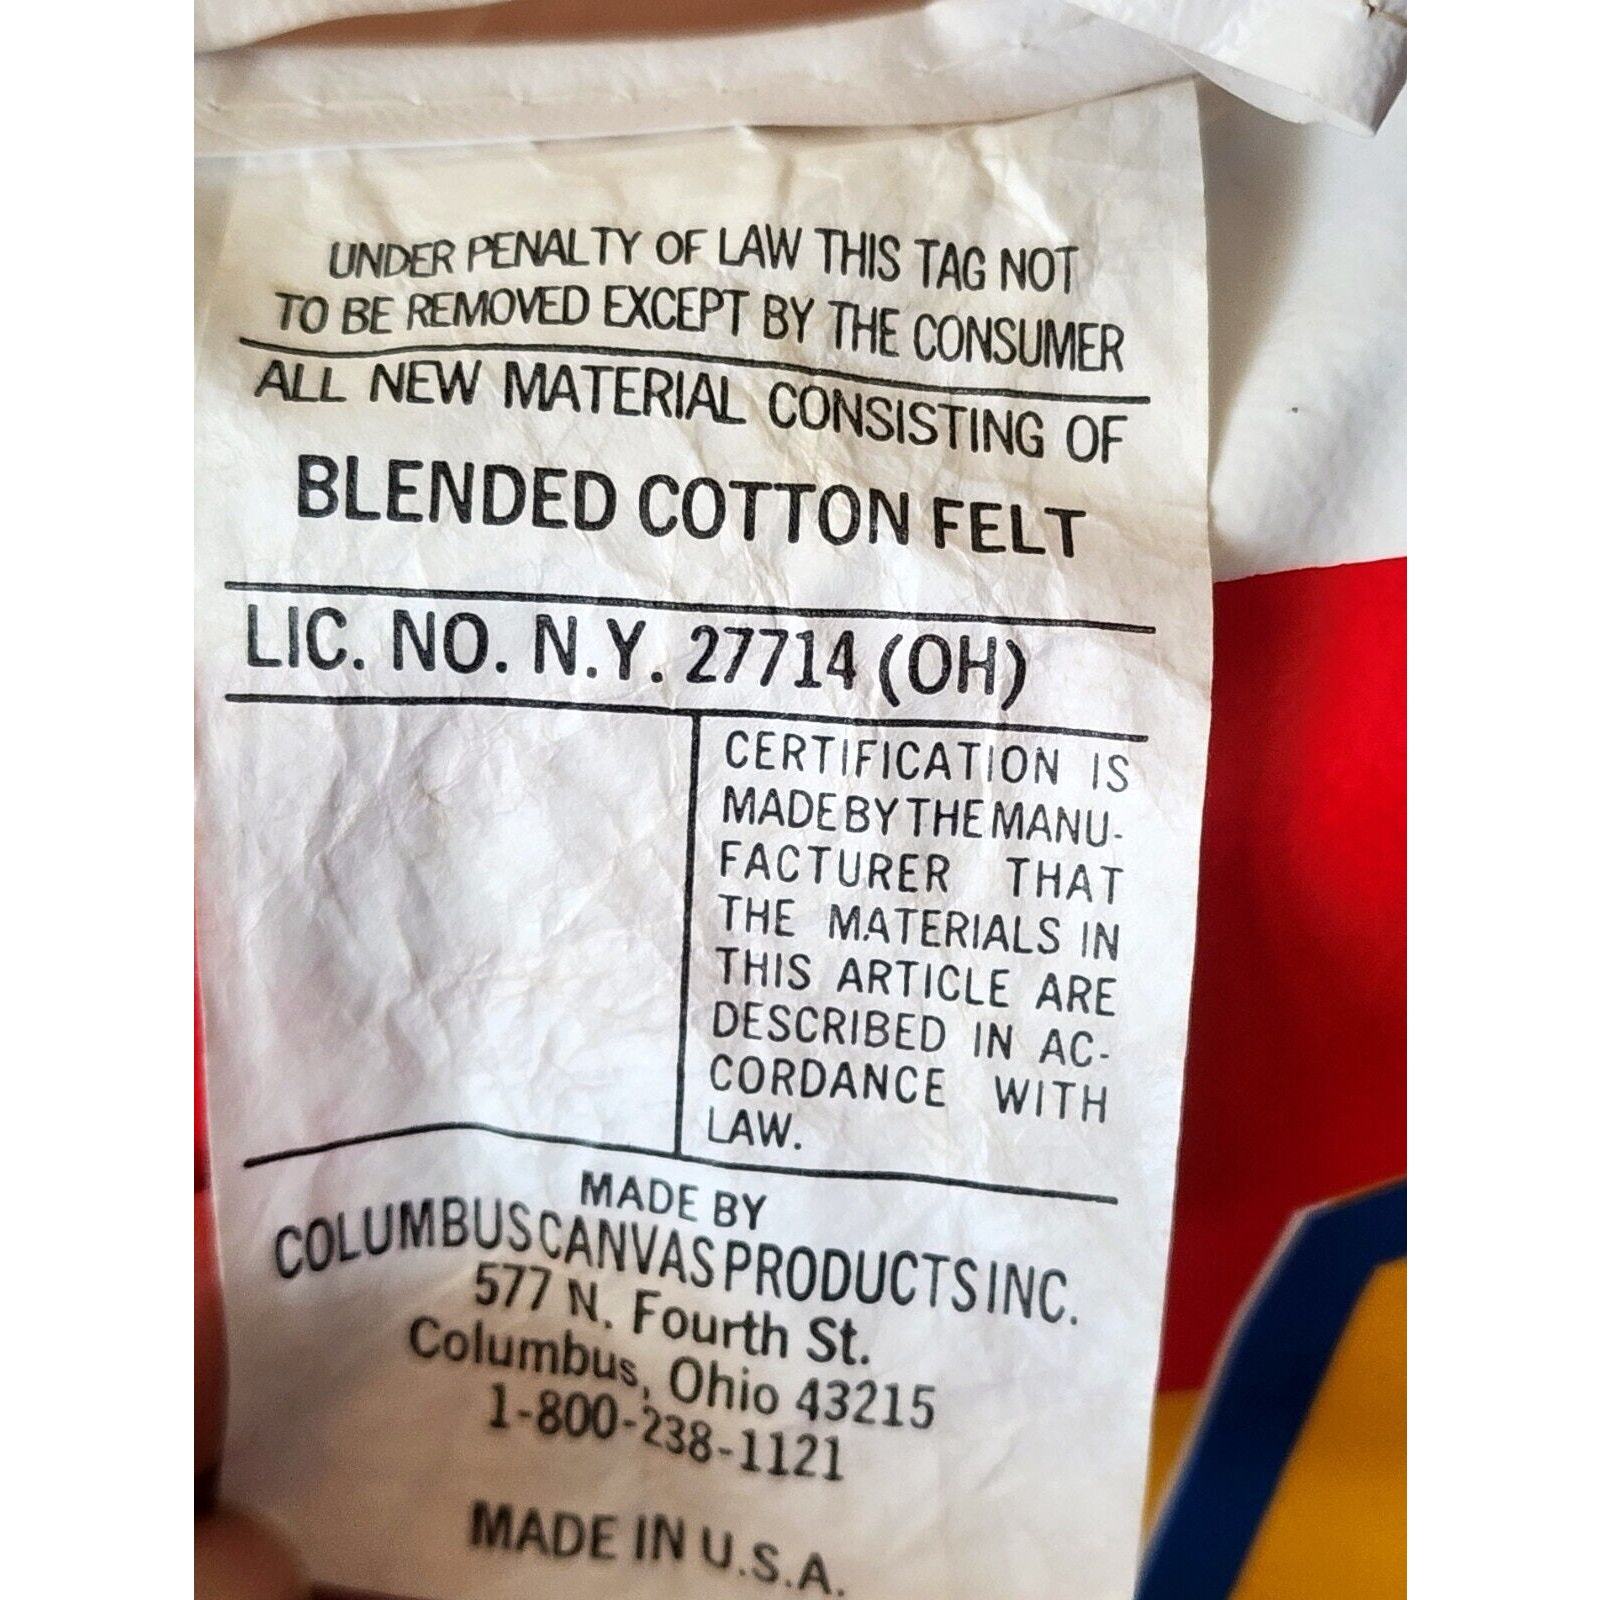 UNDER PENALTY OF LAW THIS TAG NOT
TO BE REMOVED EXCEPT BY THE CONSUMER
ALL NEW MATERIAL CONSISTING OF
BLENDED COTTON FELT
LIC. NO. N.Y. 27714 (OH)
CERTIFICATION IS
MADE BY THE MANU-
FACTURER THAT
THE MATERIALS IN
THIS ARTICLE ARE
DESCRIBED IN AC-
CORDANCE WITH
LAW.
MADE BY
COLUMBUS CANVAS PRODUCTS INC.
577 N. Fourth St.
Columbus, Ohio 43215
1-800-238-1121
MADE IN U.S.A.